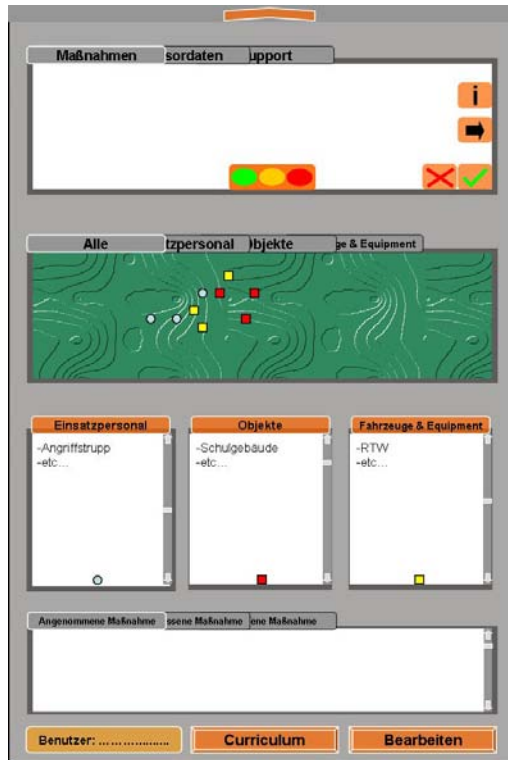 Maßnahmen sordaten upport
i
Alle tzpersonal Objekte ge & Equipment
Einsatzpersonal Objekte Fahrzeuge & Equipment
-Angriffstrupp
-etc...
-Schulgebäude
-etc...
-RTW
-etc...
Angenommene Maßnahme ssene Maßnahme ene Maßnahme
Benutzer: .................. Curriculum Bearbeiten